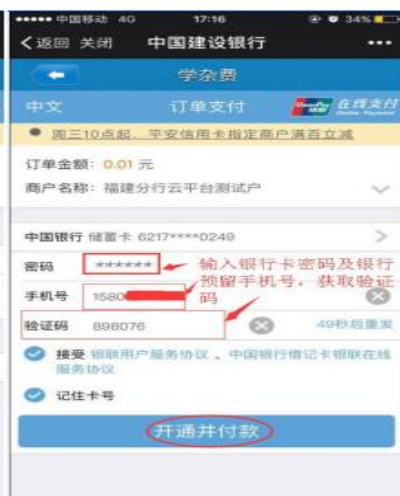 中国移动 4G 17:16 34%
返回 关闭 中国建设银行
学杂费
中文 订单支付 UnionPay 在线支付
周三10点起，平安信用卡指定商户满百立减
订单金额：0.01 元
商户名称：福建分行云平台测试户
中国银行 储蓄卡 6217****0249
密码 ****** 输入银行卡密码及银行
手机号 1580 预留手机号，获取验证
码
验证码 898076 49秒后重发
接受 银联用户服务协议 、中国银行借记卡银联在线
服务协议
记住卡号
开通并付款